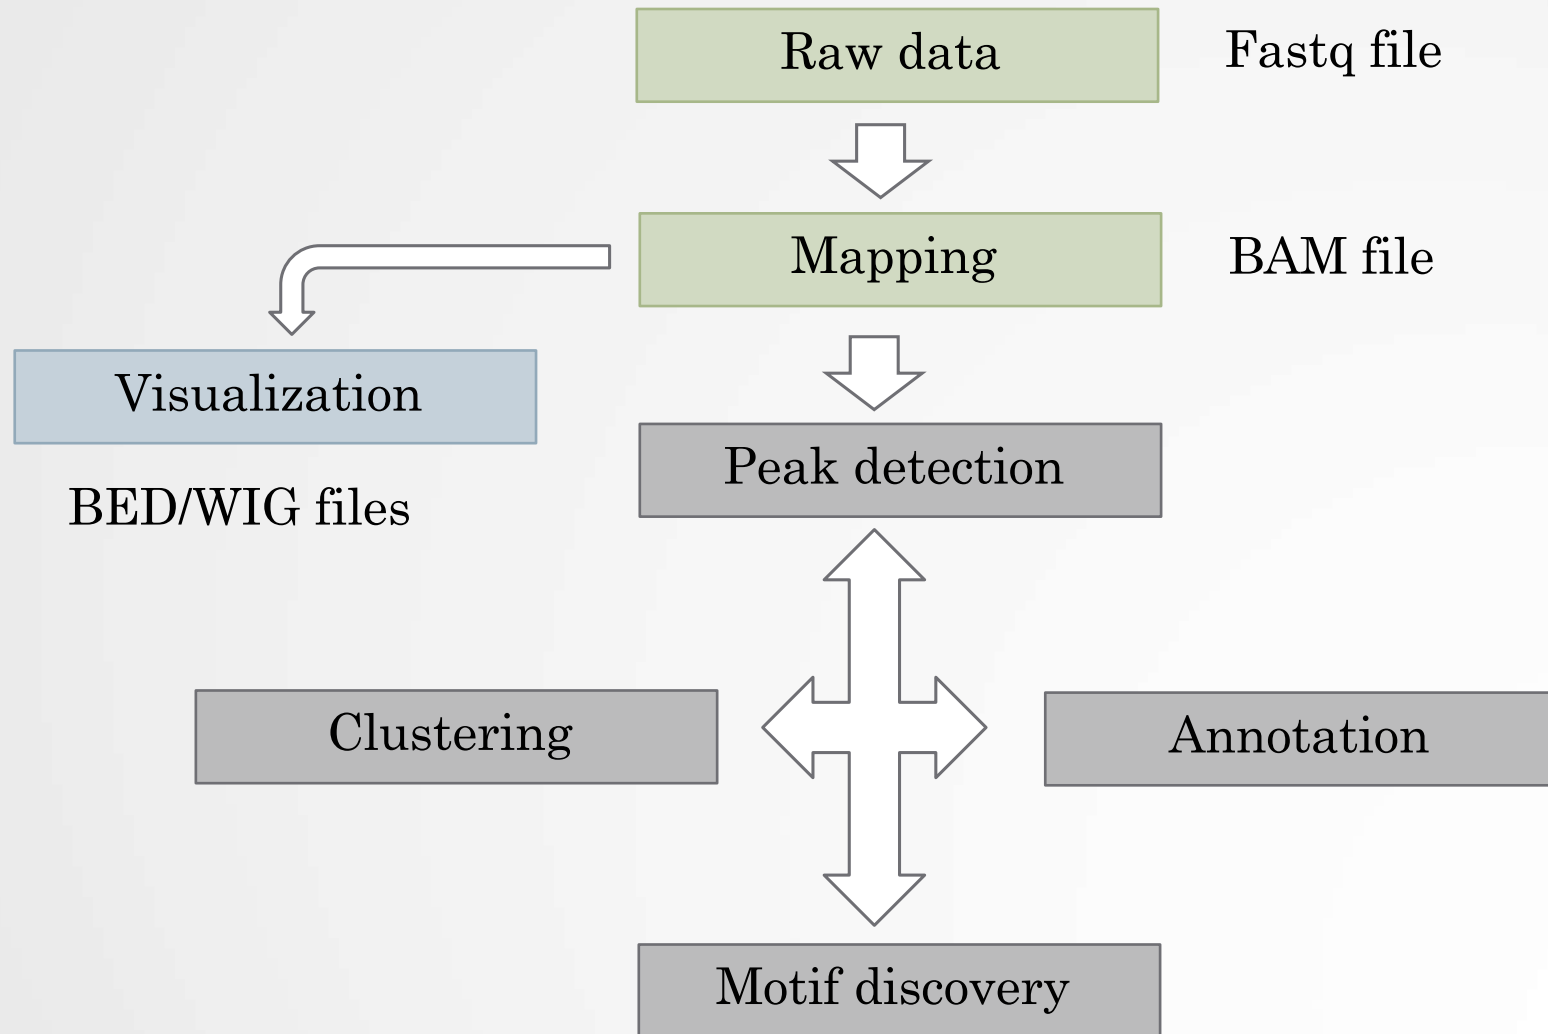 Raw data
Fastq file
Mapping
BAM file
Visualization
BED/WIG files
Peak detection
Clustering
Annotation
Motif discovery